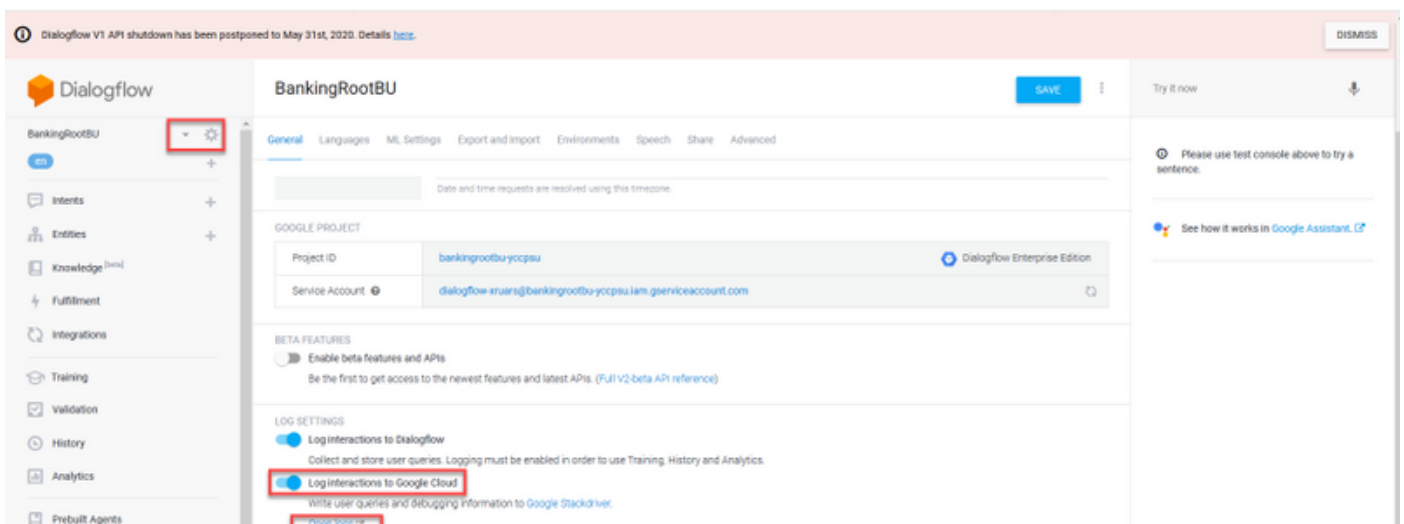 Dialogflow V1 API shutdown has been postponed to May 31st, 2020. Details here.
DISMISS
Dialogflow
BankingRootBU
SAVE
Try it now
BankingRootBU
General Languages ML Settings Export and Import Environments Speech Share Advanced
en
Please use test console above to try a
sentence.
Date and time requests are resolved using this timezone.
Intents
GOOGLE PROJECT
See how it works in Google Assistant.
Entities
Project ID bankingrootbu-yccpsu Dialogflow Enterprise Edition
Knowledge [beta]
Service Account dialogflow-xruars@bankingrootbu-yccpsu.iam.gserviceaccount.com
Fulfillment
Integrations
BETA FEATURES
Enable beta features and APIs
Be the first to get access to the newest features and latest APIs. (Full V2-beta API reference)
Training
Validation
LOG SETTINGS
Log interactions to Dialogflow
History
Collect and store user queries. Logging must be enabled in order to use Training, History and Analytics.
Analytics
Log interactions to Google Cloud
Write user queries and debugging information to Google Stackdriver.
Prebuilt Agents